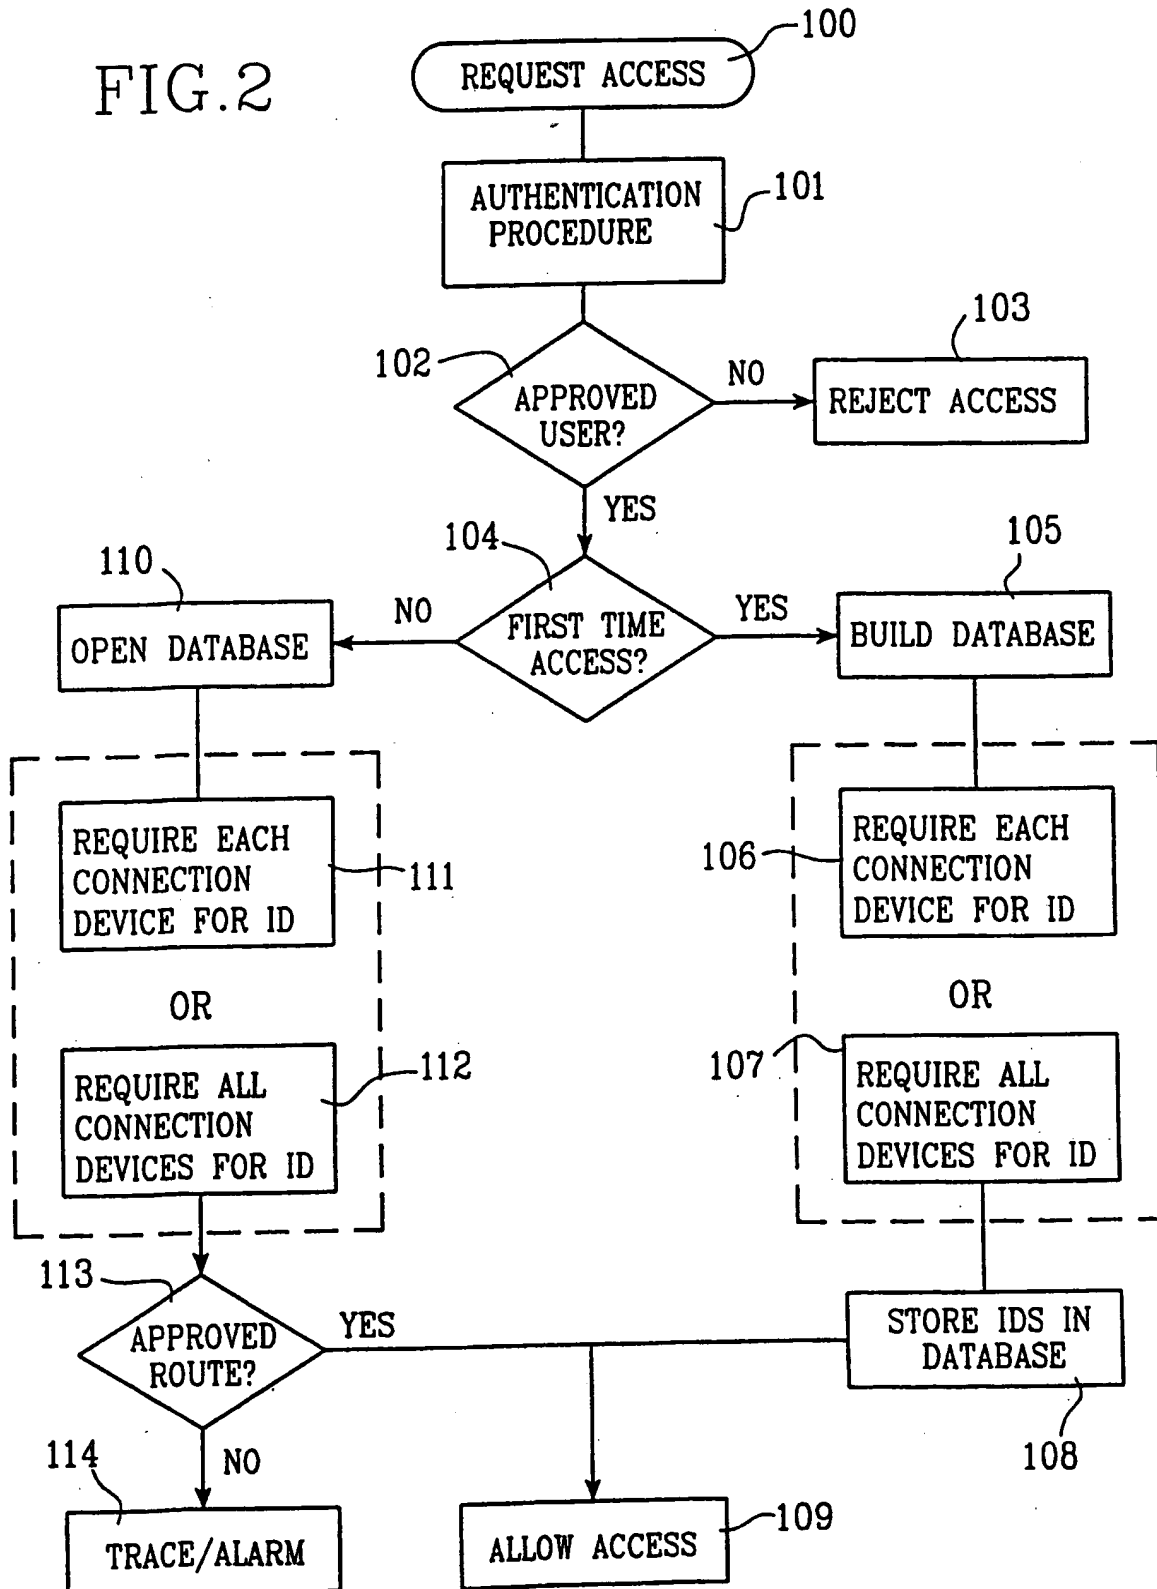 FIG.2
100
REQUEST ACCESS
AUTHENTICATION
PROCEDURE
101
102
APPROVED
USER?
NO
103
REJECT ACCESS
YES
104
FIRST TIME
ACCESS?
NO
YES
110
OPEN DATABASE
105
BUILD DATABASE
REQUIRE EACH
CONNECTION
DEVICE FOR ID
111
OR
REQUIRE ALL
CONNECTION
DEVICES FOR ID
112
106
REQUIRE EACH
CONNECTION
DEVICE FOR ID
OR
107
REQUIRE ALL
CONNECTION
DEVICES FOR ID
113
APPROVED
ROUTE?
YES
STORE IDS IN
DATABASE
108
NO
114
TRACE/ALARM
ALLOW ACCESS
109